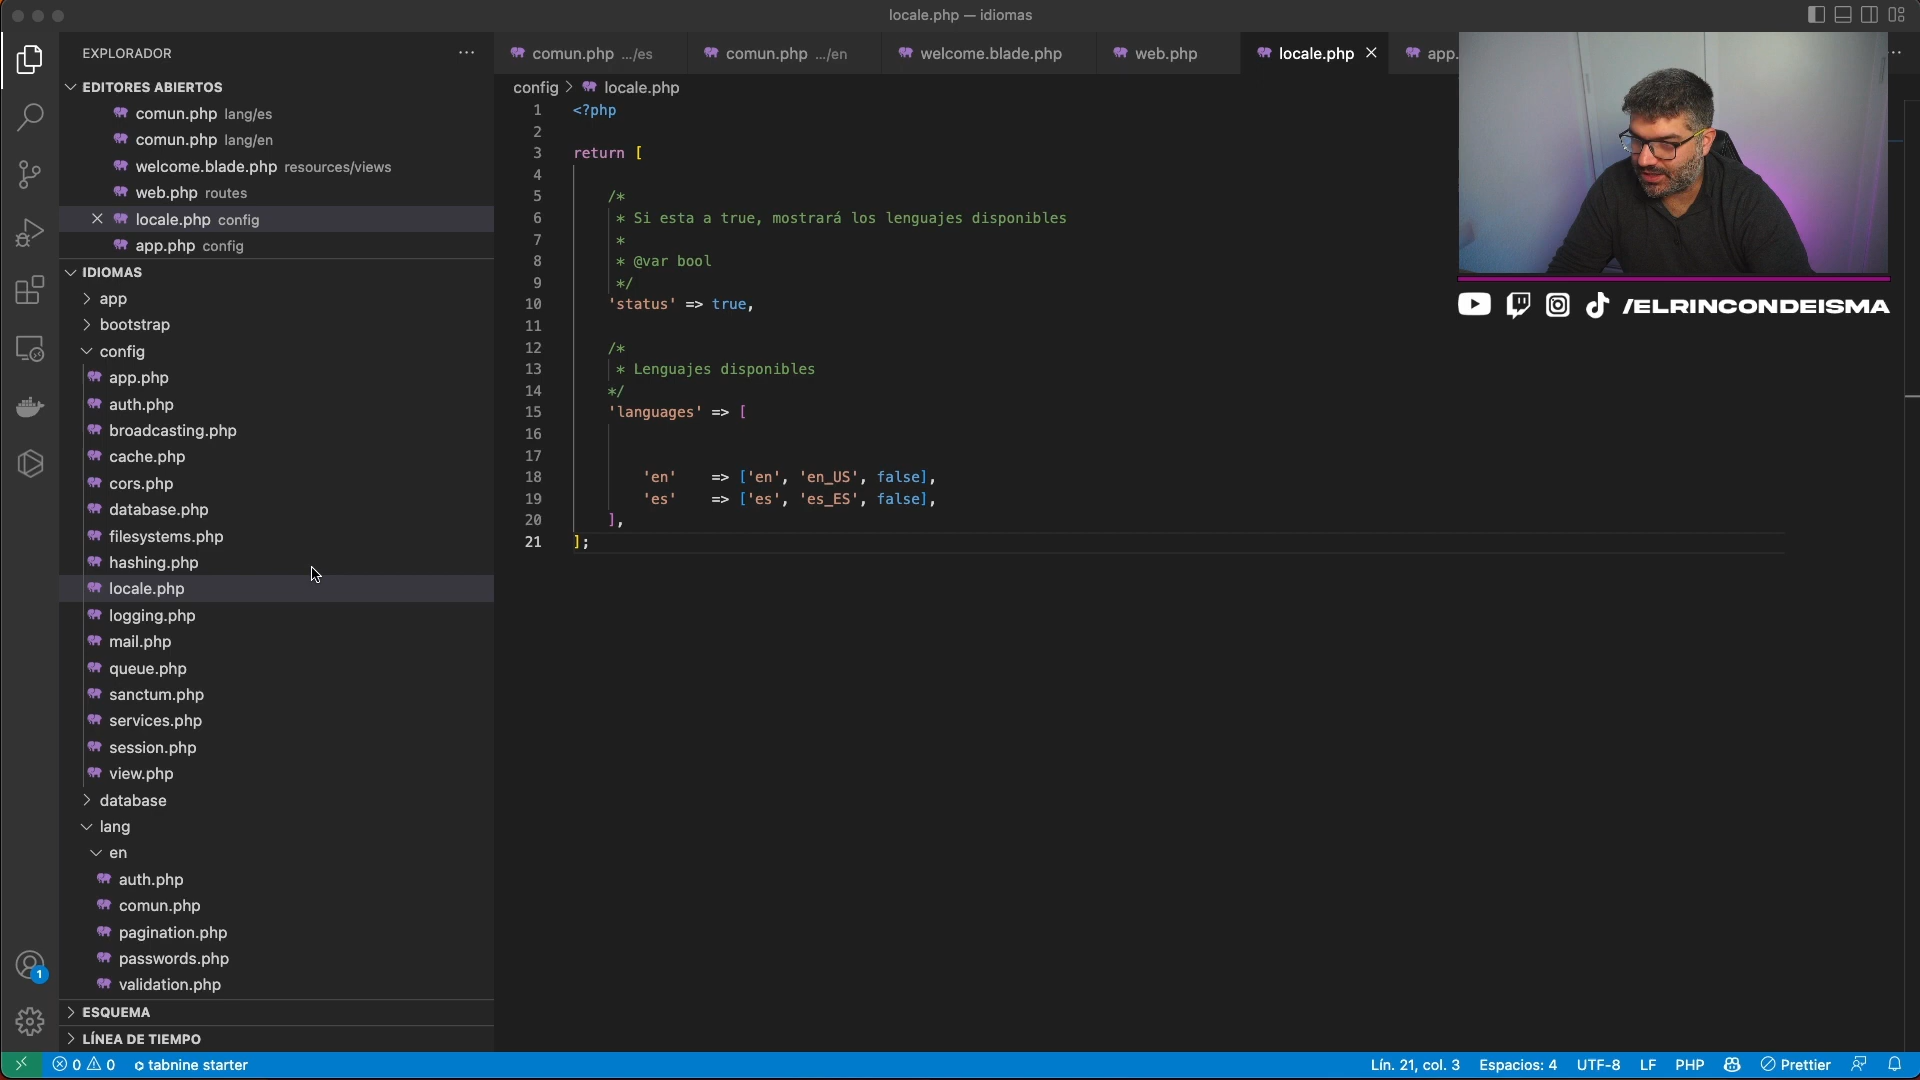 locale.php — idiomas
EXPLORADOR
EDITORES ABIERTOS
comun.php lang/es
comun.php lang/en
welcome.blade.php resources/views
web.php routes
locale.php config
app.php config
IDIOMAS
app
bootstrap
config
app.php
auth.php
broadcasting.php
cache.php
cors.php
database.php
filesystems.php
hashing.php
locale.php
logging.php
mail.php
queue.php
sanctum.php
services.php
session.php
view.php
database
lang
en
auth.php
comun.php
pagination.php
passwords.php
validation.php
ESQUEMA
LÍNEA DE TIEMPO
comun.php .../es comun.php .../en welcome.blade.php web.php locale.php app.
config > locale.php
1 <?php
2
3 return [
4
5 /*
6 * Si esta a true, mostrará los lenguajes disponibles
7 *
8 * @var bool
9 */
10 'status' => true,
11
12 /*
13 * Lenguajes disponibles
14 */
15 'languages' => [
16
17
18 'en' => ['en', 'en_US', false],
19 'es' => ['es', 'es_ES', false],
20 ],
21 ];
/ELRINCONDEISMA
1
0 0 tabnine starter
Lín. 21, col. 3 Espacios: 4 UTF-8 LF PHP Prettier